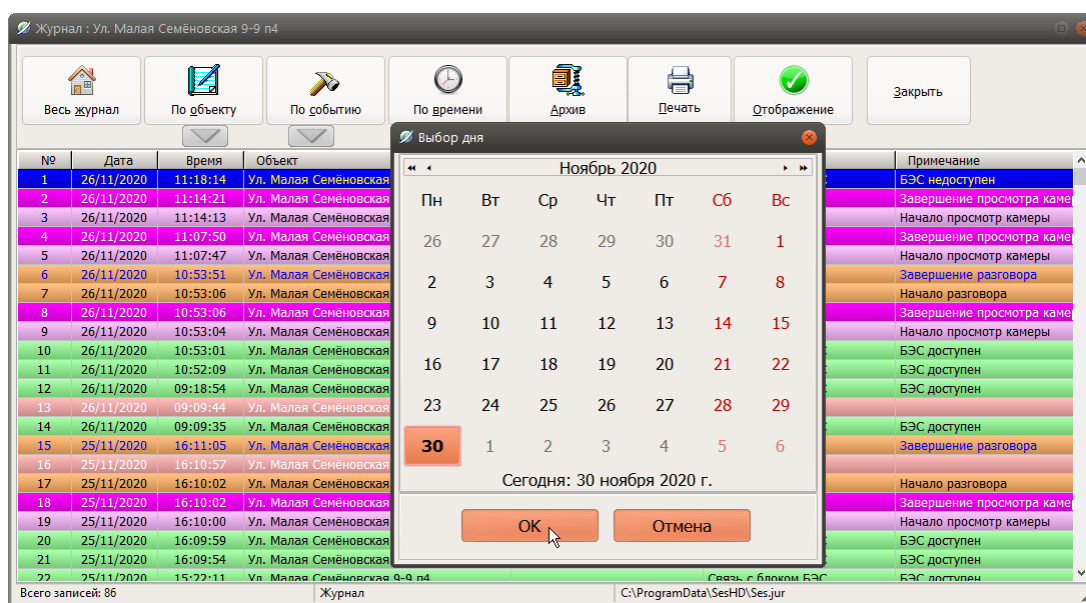 Журнал : Ул. Малая Семёновская 9-9 п4
Весь журнал По объекту По событию По времени Архив Печать Отображение Закрыть
№ Дата Время Объект Примечание
1 26/11/2020 11:18:14 Ул. Малая Семёновская БЭС недоступен
2 26/11/2020 11:14:21 Ул. Малая Семёновская Завершение просмотра
3 26/11/2020 11:14:13 Ул. Малая Семёновская Начало просмотр камеры
4 26/11/2020 11:07:50 Ул. Малая Семёновская Завершение просмотра
5 26/11/2020 11:07:47 Ул. Малая Семёновская Начало просмотр камеры
6 26/11/2020 10:53:51 Ул. Малая Семёновская Завершение разговора
7 26/11/2020 10:53:06 Ул. Малая Семёновская Начало разговора
8 26/11/2020 10:53:06 Ул. Малая Семёновская Завершение просмотра
9 26/11/2020 10:53:04 Ул. Малая Семёновская Начало просмотр камеры
10 26/11/2020 10:53:01 Ул. Малая Семёновская БЭС доступен
11 26/11/2020 10:52:09 Ул. Малая Семёновская БЭС доступен
12 26/11/2020 09:18:54 Ул. Малая Семёновская БЭС доступен
13 26/11/2020 09:09:44 Ул. Малая Семёновская
14 26/11/2020 09:09:35 Ул. Малая Семёновская БЭС доступен
15 25/11/2020 16:11:05 Ул. Малая Семёновская Завершение разговора
16 25/11/2020 16:10:57 Ул. Малая Семёновская
17 25/11/2020 16:10:02 Ул. Малая Семёновская Начало разговора
18 25/11/2020 16:10:02 Ул. Малая Семёновская Завершение просмотра
19 25/11/2020 16:10:00 Ул. Малая Семёновская Начало просмотр камеры
20 25/11/2020 16:09:59 Ул. Малая Семёновская БЭС доступен
21 25/11/2020 16:09:54 Ул. Малая Семёновская БЭС доступен
22 25/11/2020 15:22:11 Ул. Малая Семёновская 9-9 п4 Связь с блоком БЭС БЭС доступен
Выбор дня
Ноябрь 2020
Пн Вт Ср Чт Пт Сб Вс
26 27 28 29 30 31 1
2 3 4 5 6 7 8
9 10 11 12 13 14 15
16 17 18 19 20 21 22
23 24 25 26 27 28 29
30 1 2 3 4 5 6
Сегодня: 30 ноября 2020 г.
OK Отмена
Всего записей: 86 Журнал C:\ProgramData\SesHD\Ses.jur